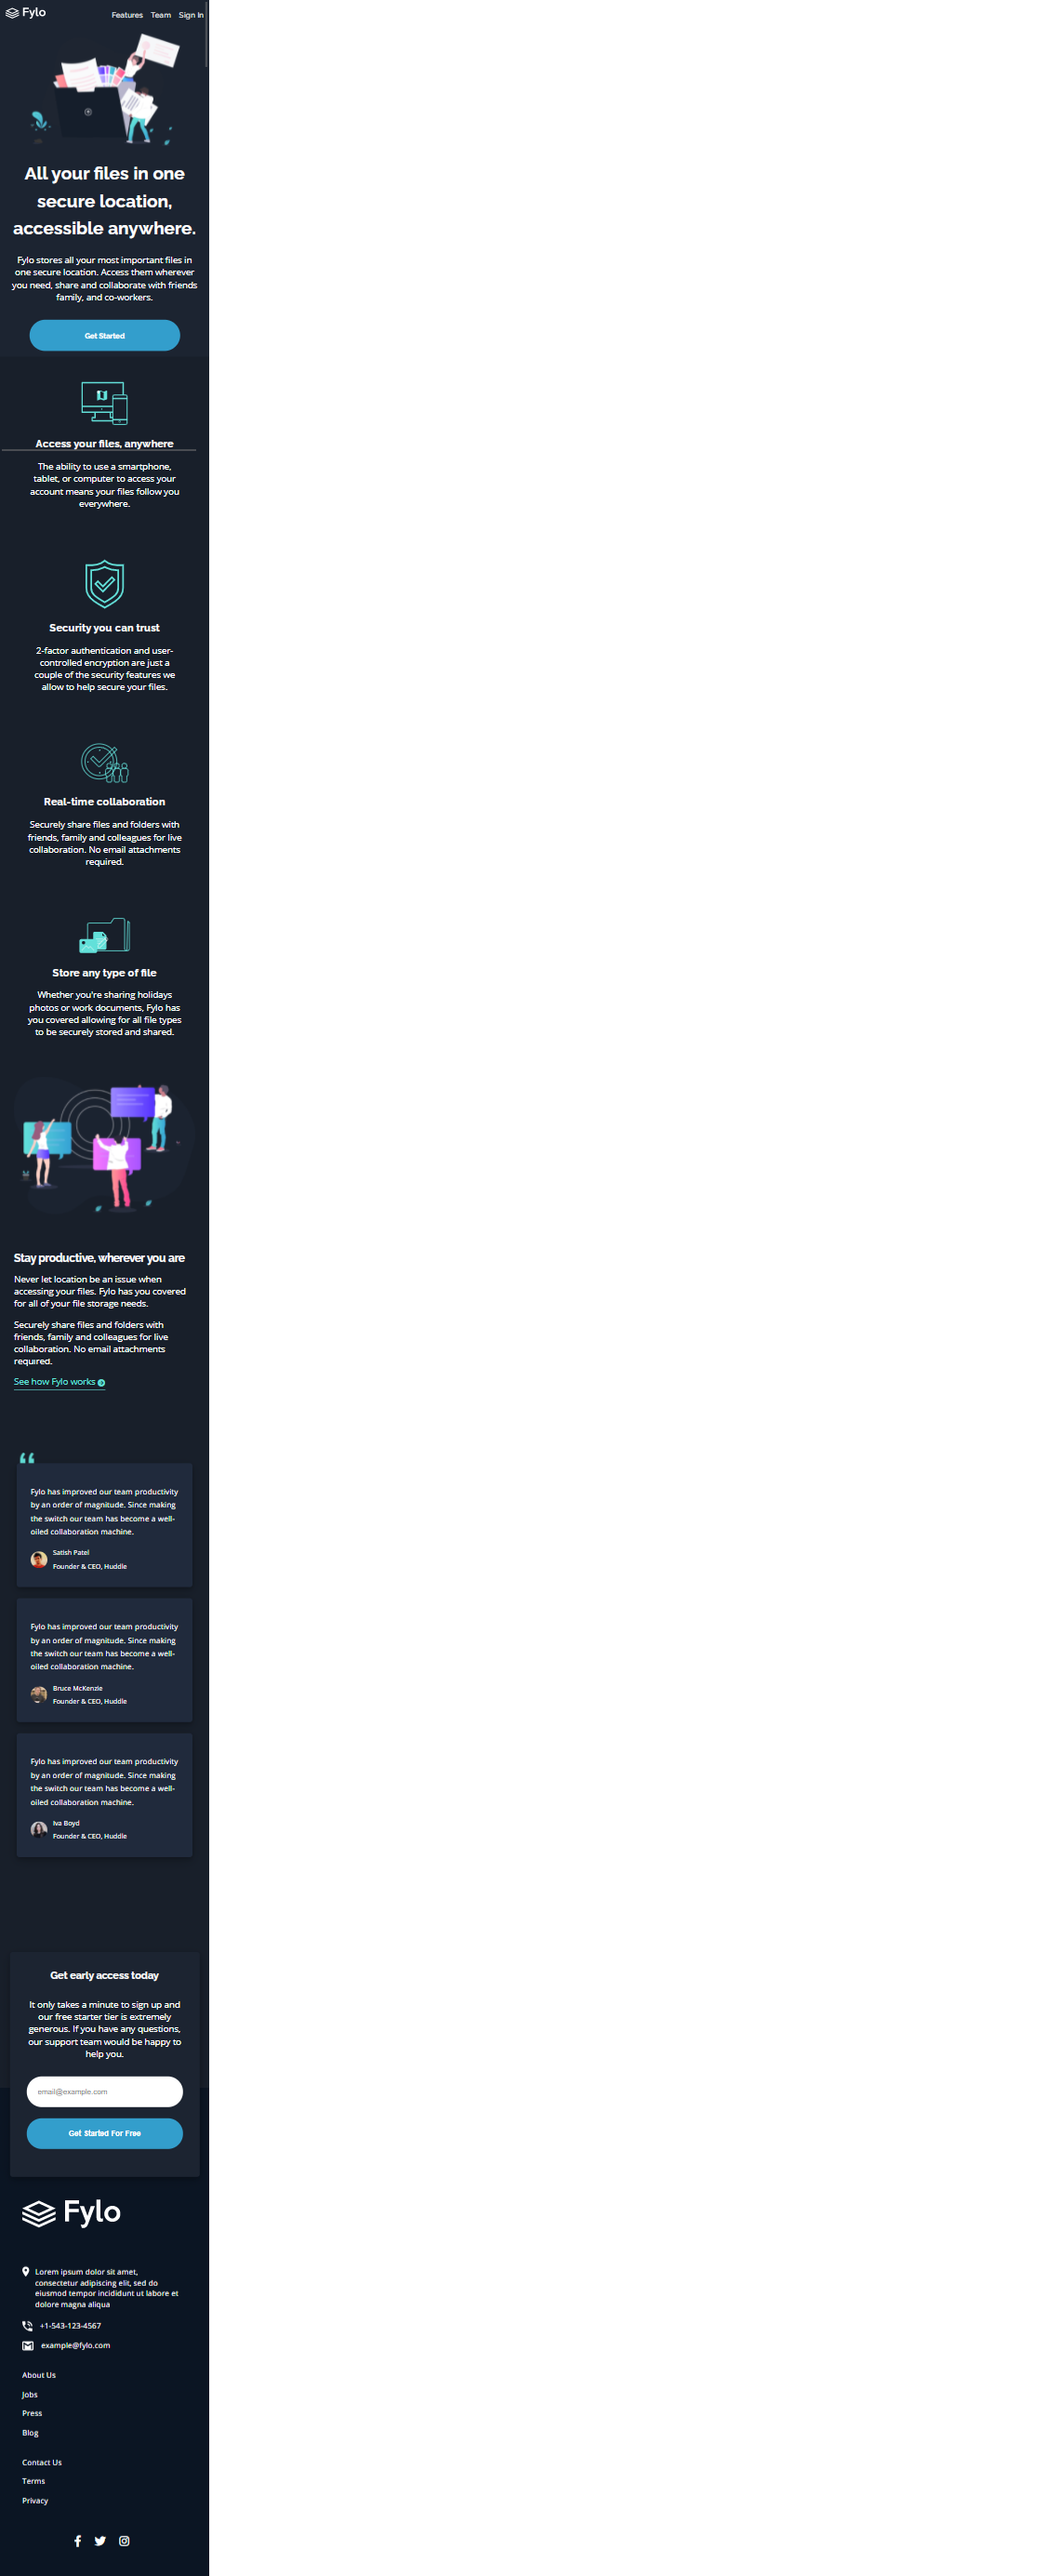 Fylo
Features Team Sign In
All your files in one
secure location,
accessible anywhere.
Fylo stores all your most important files in
one secure location. Access them wherever
you need, share and collaborate with friends
family, and co-workers.
Get Started
Access your files, anywhere
The ability to use a smartphone,
tablet, or computer to access your
account means your files follow you
everywhere.
Security you can trust
2-factor authentication and user-
controlled encryption are just a
couple of the security features we
allow to help secure your files.
Real-time collaboration
Securely share files and folders with
friends, family and colleagues for live
collaboration. No email attachments
required.
Store any type of file
Whether you're sharing holidays
photos or work documents, Fylo has
you covered allowing for all file types
to be securely stored and shared.
Stay productive, wherever you are
Never let location be an issue when
accessing your files. Fylo has you covered
for all of your file storage needs.
Securely share files and folders with
friends, family and colleagues for live
collaboration. No email attachments
required.
See how Fylo works
“
Fylo has improved our team productivity
by an order of magnitude. Since making
the switch our team has become a well-
oiled collaboration machine.
Satish Patel
Founder & CEO, Huddle
Fylo has improved our team productivity
by an order of magnitude. Since making
the switch our team has become a well-
oiled collaboration machine.
Bruce McKenzie
Founder & CEO, Huddle
Fylo has improved our team productivity
by an order of magnitude. Since making
the switch our team has become a well-
oiled collaboration machine.
Iva Boyd
Founder & CEO, Huddle
Get early access today
It only takes a minute to sign up and
our free starter tier is extremely
generous. If you have any questions,
our support team would be happy to
help you.
email@example.com
Get Started For Free
Fylo
Lorem ipsum dolor sit amet,
consectetur adipiscing elit, sed do
eiusmod tempor incididunt ut labore et
dolore magna aliqua
+1-543-123-4567
example@fylo.com
About Us
Jobs
Press
Blog
Contact Us
Terms
Privacy